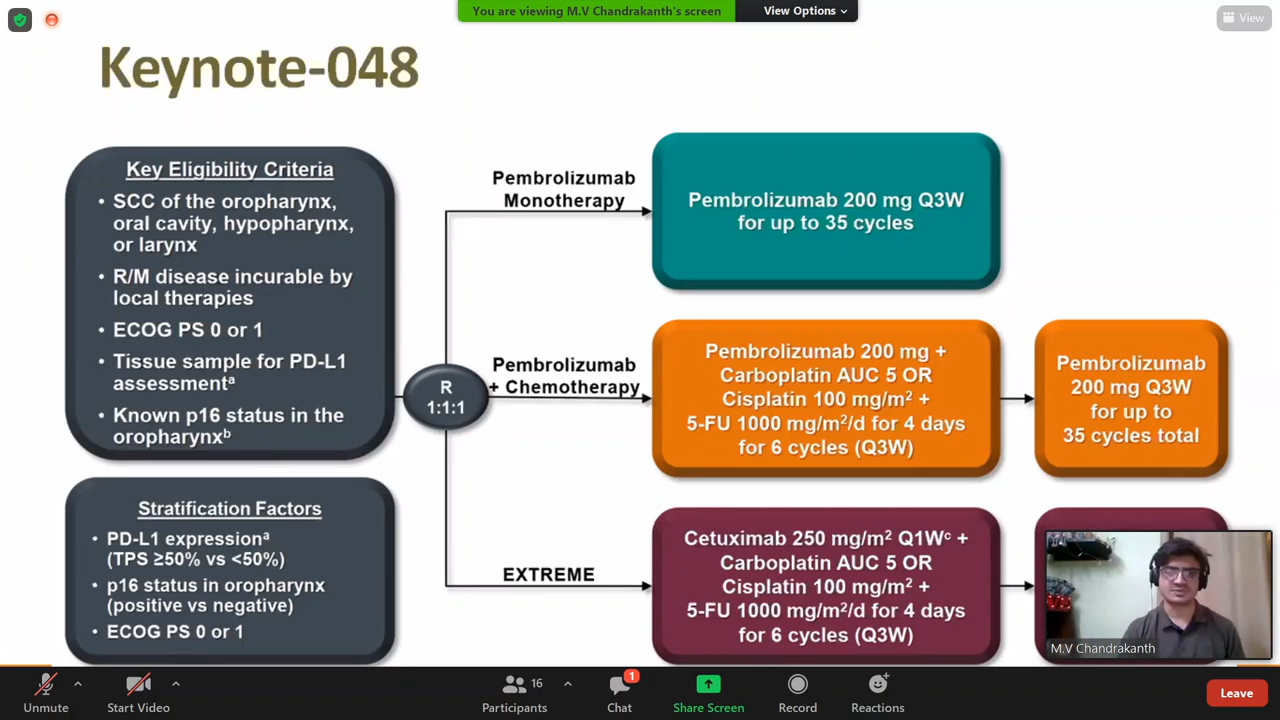 You are viewing M.V Chandrakanth's screen
View Options
View
Keynote-048
Key Eligibility Criteria
• SCC of the oropharynx,
oral cavity, hypopharynx,
or larynx
• R/M disease incurable by
local therapies
• ECOG PS 0 or 1
• Tissue sample for PD-L1
assessmentᵃ
• Known p16 status in the
oropharynxᵇ
Stratification Factors
• PD-L1 expressionᵃ
(TPS ≥50% vs <50%)
• p16 status in oropharynx
(positive vs negative)
• ECOG PS 0 or 1
R
1:1:1
Pembrolizumab
Monotherapy
Pembrolizumab 200 mg Q3W
for up to 35 cycles
Pembrolizumab
+ Chemotherapy
Pembrolizumab 200 mg +
Carboplatin AUC 5 OR
Cisplatin 100 mg/m² +
5-FU 1000 mg/m²/d for 4 days
for 6 cycles (Q3W)
Pembrolizumab
200 mg Q3W
for up to
35 cycles total
EXTREME
Cetuximab 250 mg/m² Q1Wᶜ +
Carboplatin AUC 5 OR
Cisplatin 100 mg/m² +
5-FU 1000 mg/m²/d for 4 days
for 6 cycles (Q3W)
M.V Chandrakanth
Unmute
Start Video
16
Participants
1
Chat
Share Screen
Record
Reactions
Leave